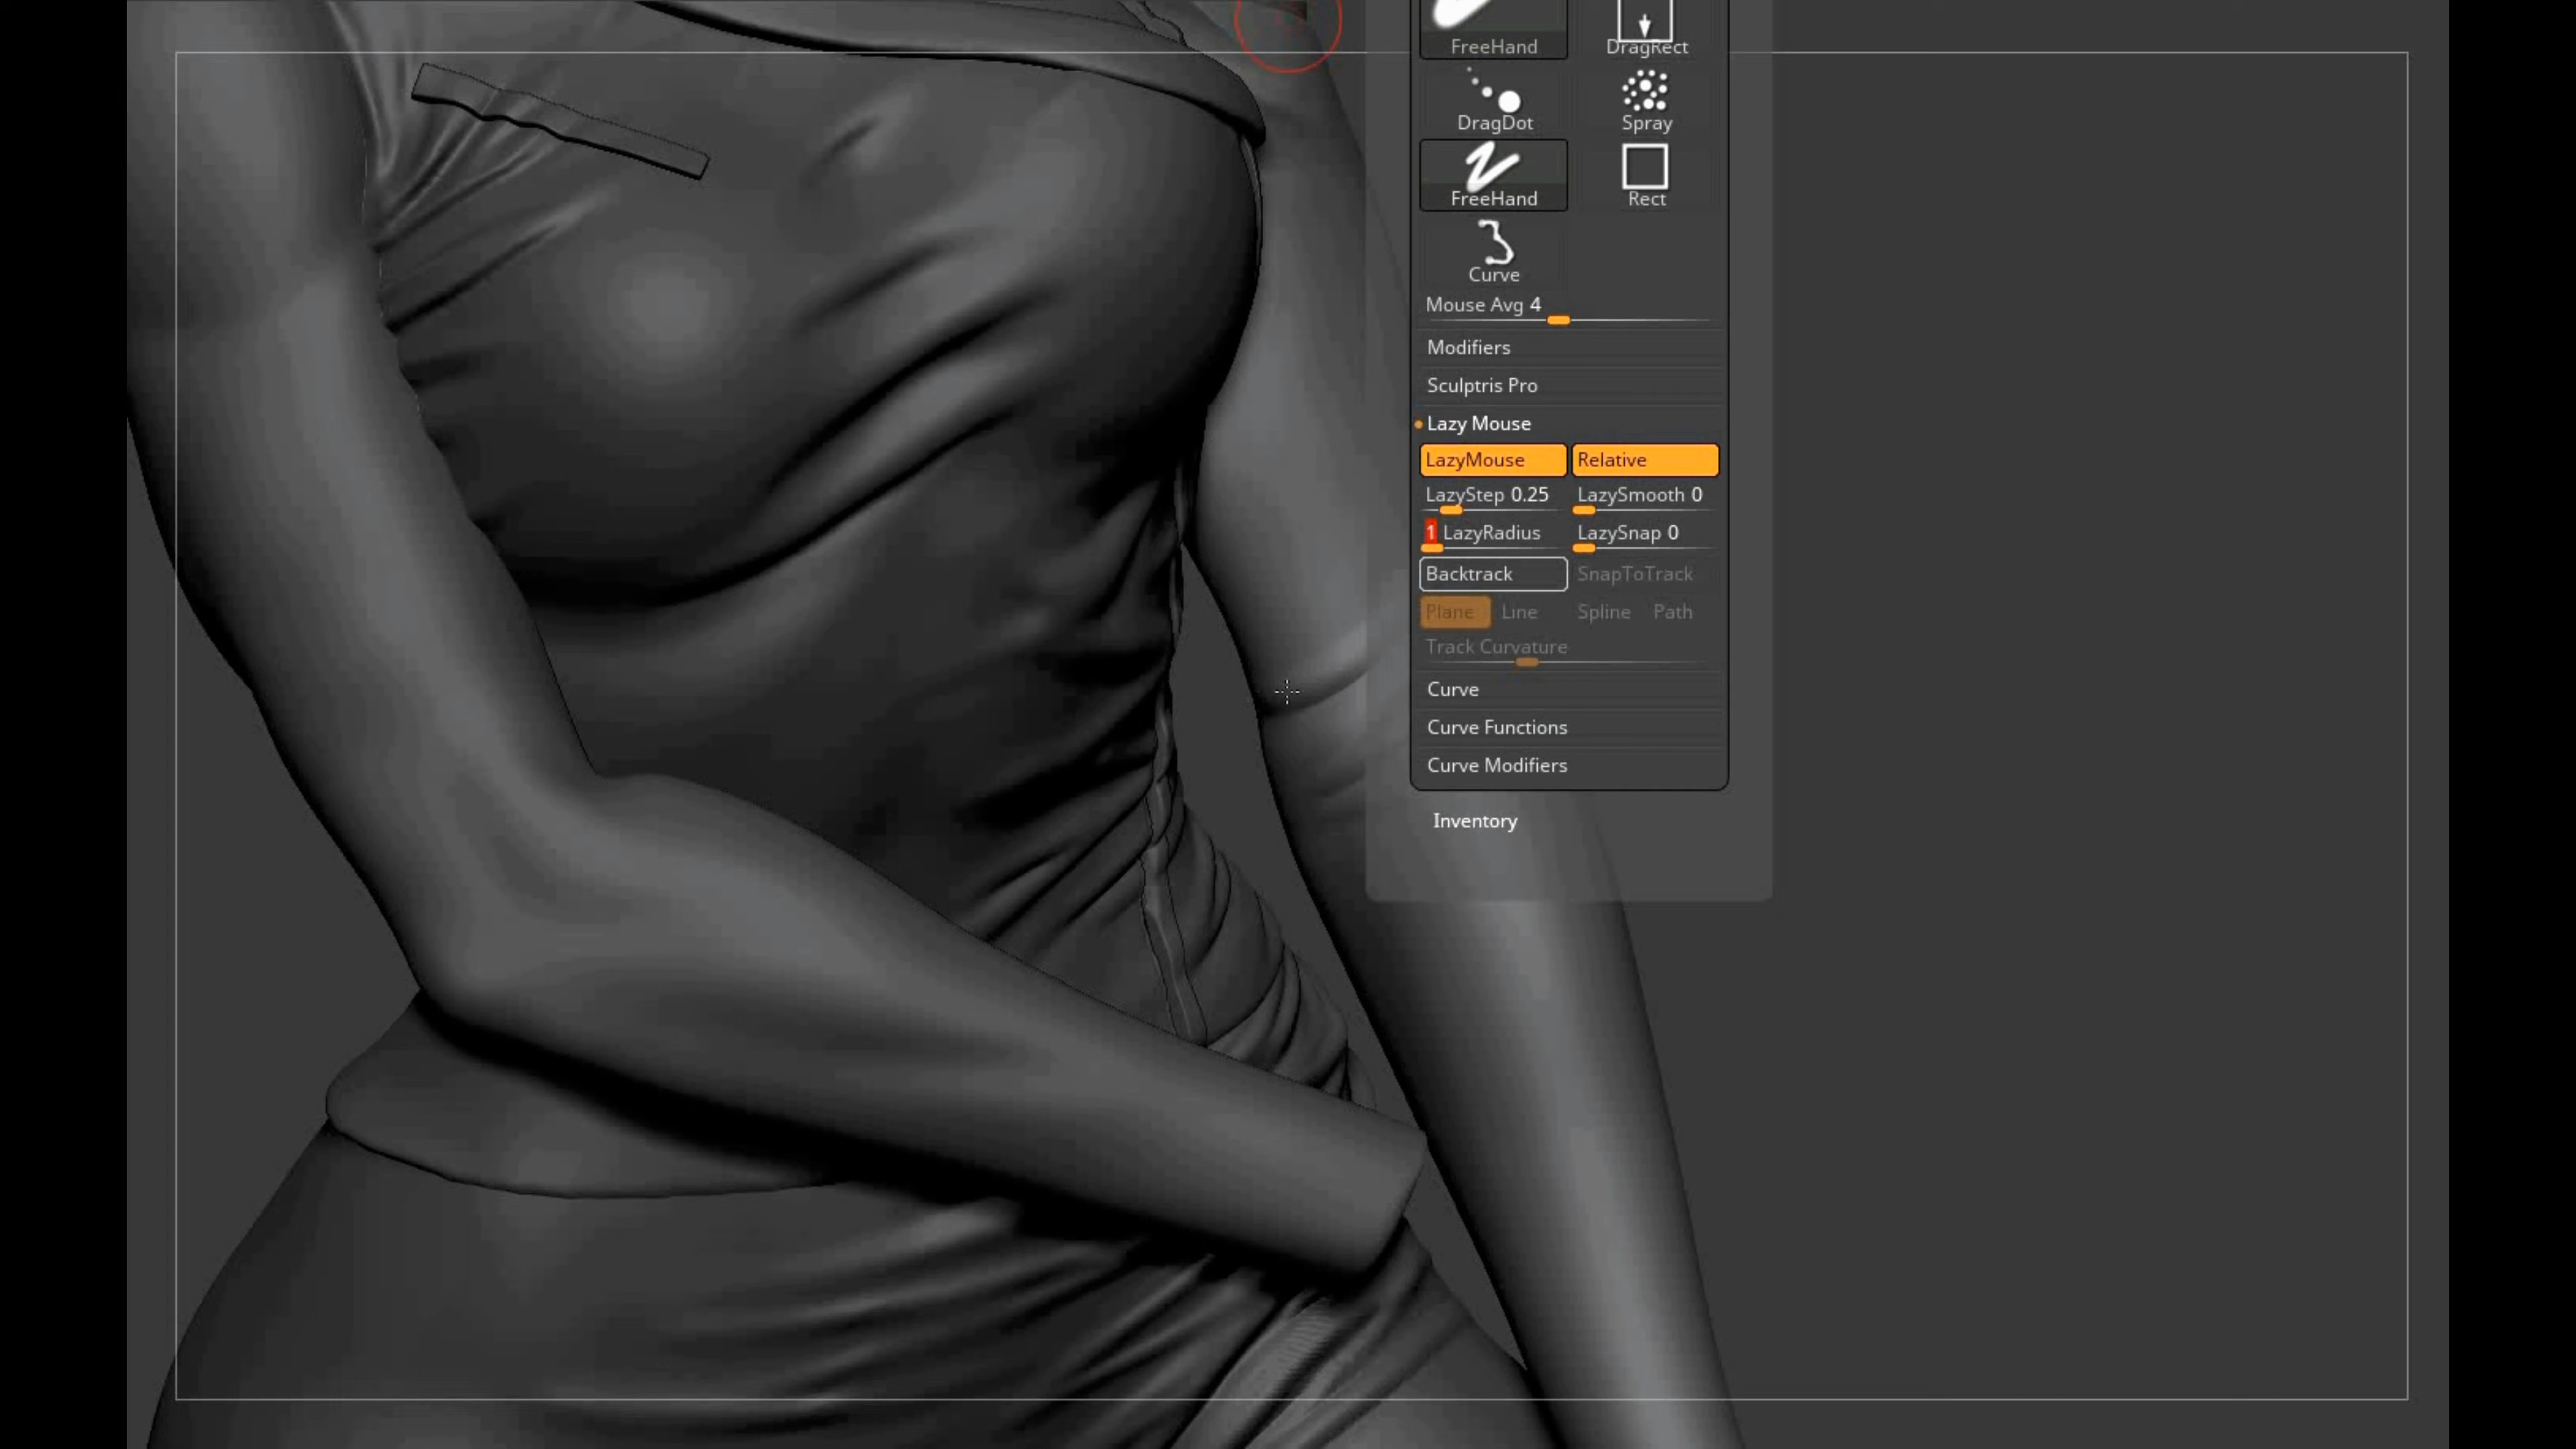 FreeHand DragRect
DragDot Spray
FreeHand Rect
Curve
Mouse Avg 4
Modifiers
Sculptris Pro
Lazy Mouse
LazyMouse Relative
LazyStep 0.25 LazySmooth 0
1 LazyRadius LazySnap 0
Backtrack SnapToTrack
Plane Line Spline Path
Track Curvature
Curve
Curve Functions
Curve Modifiers
Inventory